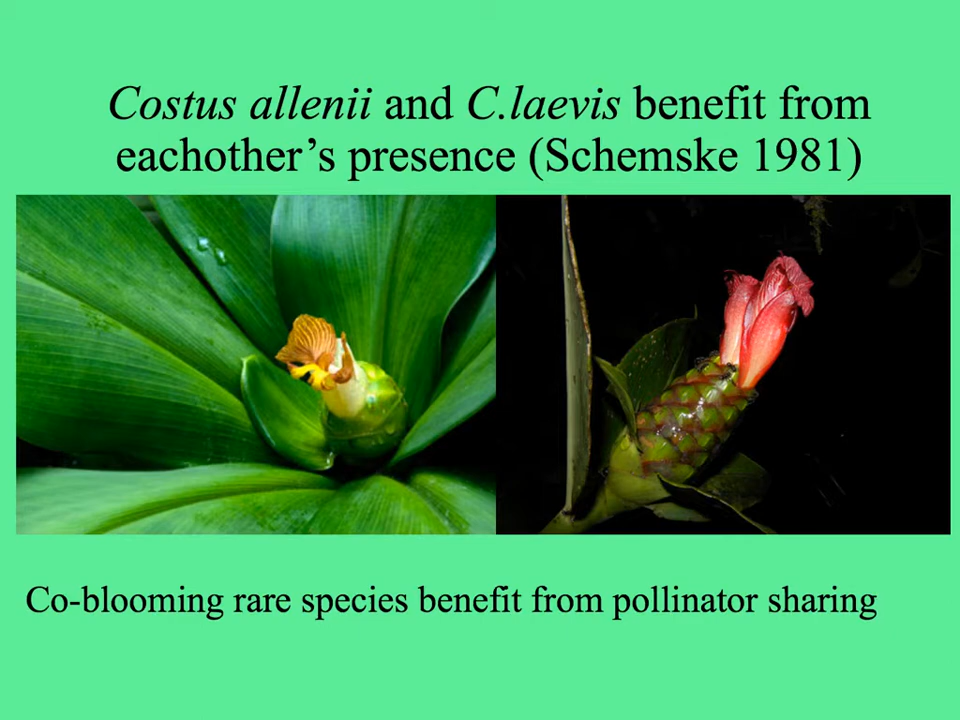 Costus allenii and C.laevis benefit from
eachother’s presence (Schemske 1981)
Co-blooming rare species benefit from pollinator sharing